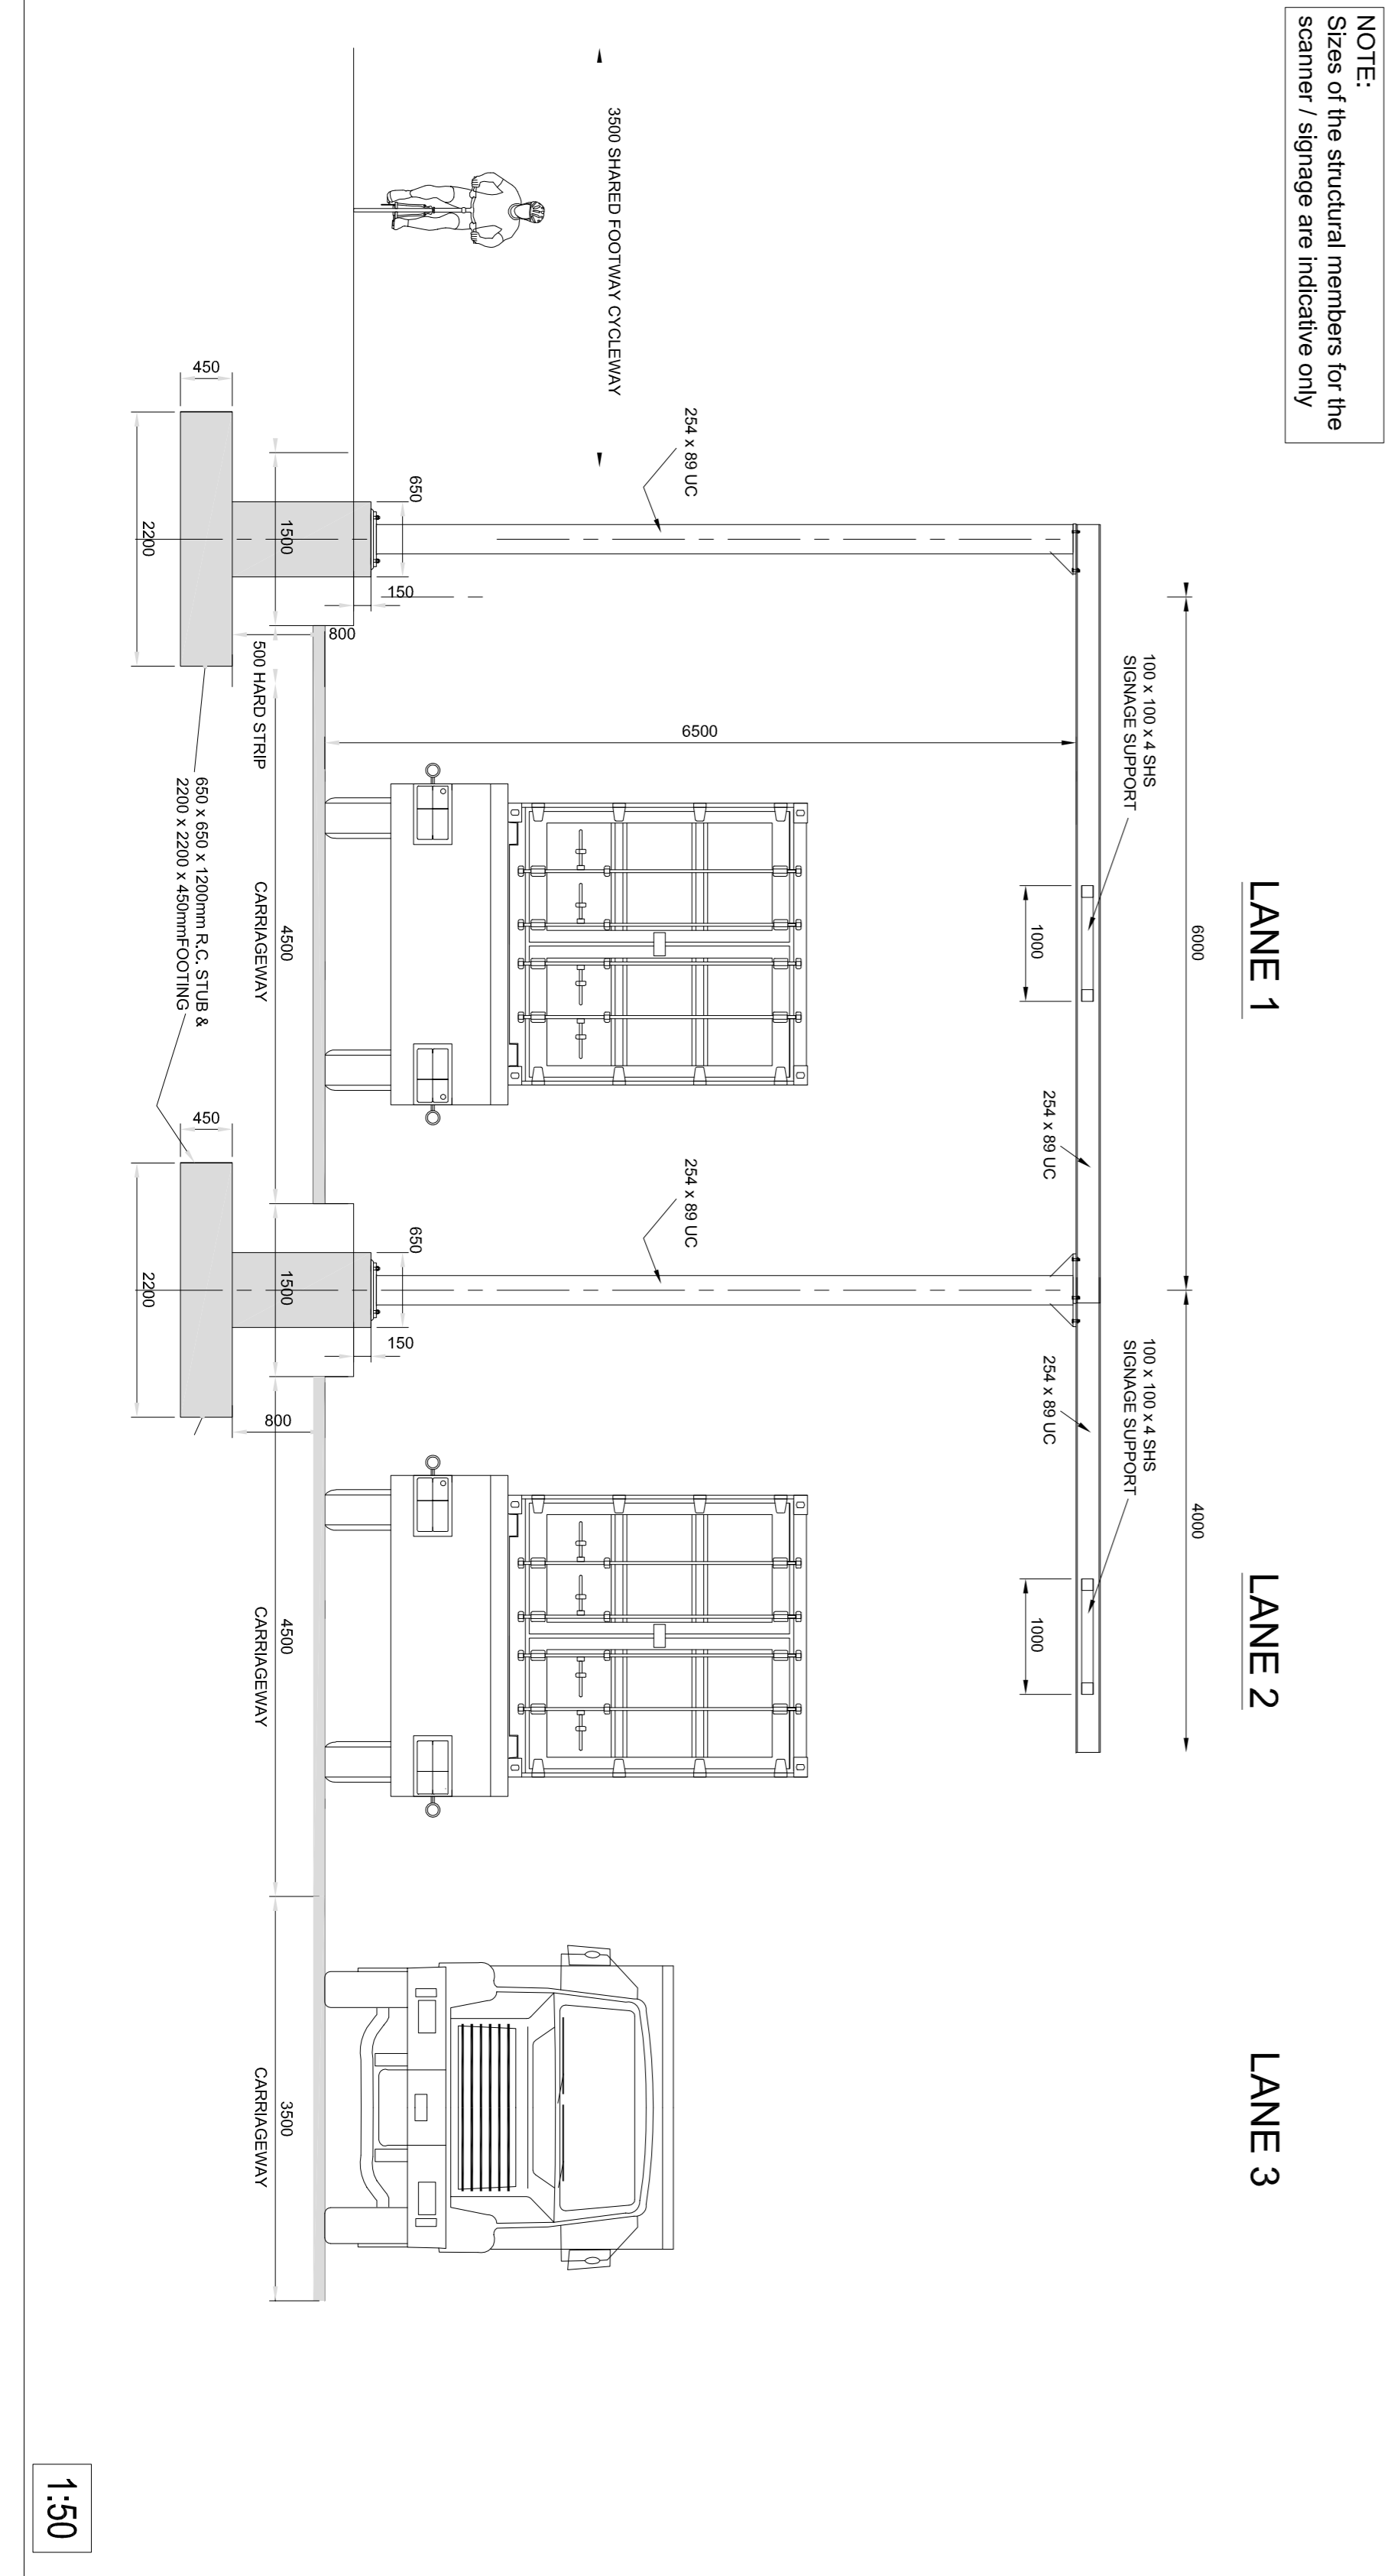 NOTE:
Sizes of the structural members for the
scanner / signage are indicative only
LANE 1
LANE 2
LANE 3
6000
4000
100 x 100 x 4 SHS
SIGNAGE SUPPORT
100 x 100 x 4 SHS
SIGNAGE SUPPORT
1000
254 x 89 UC
254 x 89 UC
1000
3500 SHARED FOOTWAY CYCLEWAY
254 x 89 UC
6500
254 x 89 UC
650
150
800
650
150
1500
500 HARD STRIP
4500
CARRIAGEWAY
1500
800
4500
CARRIAGEWAY
3500
CARRIAGEWAY
450
2200
650 x 650 x 1200mm R.C. STUB &
2200 x 2200 x 450mmFOOTING
450
2200
1:50